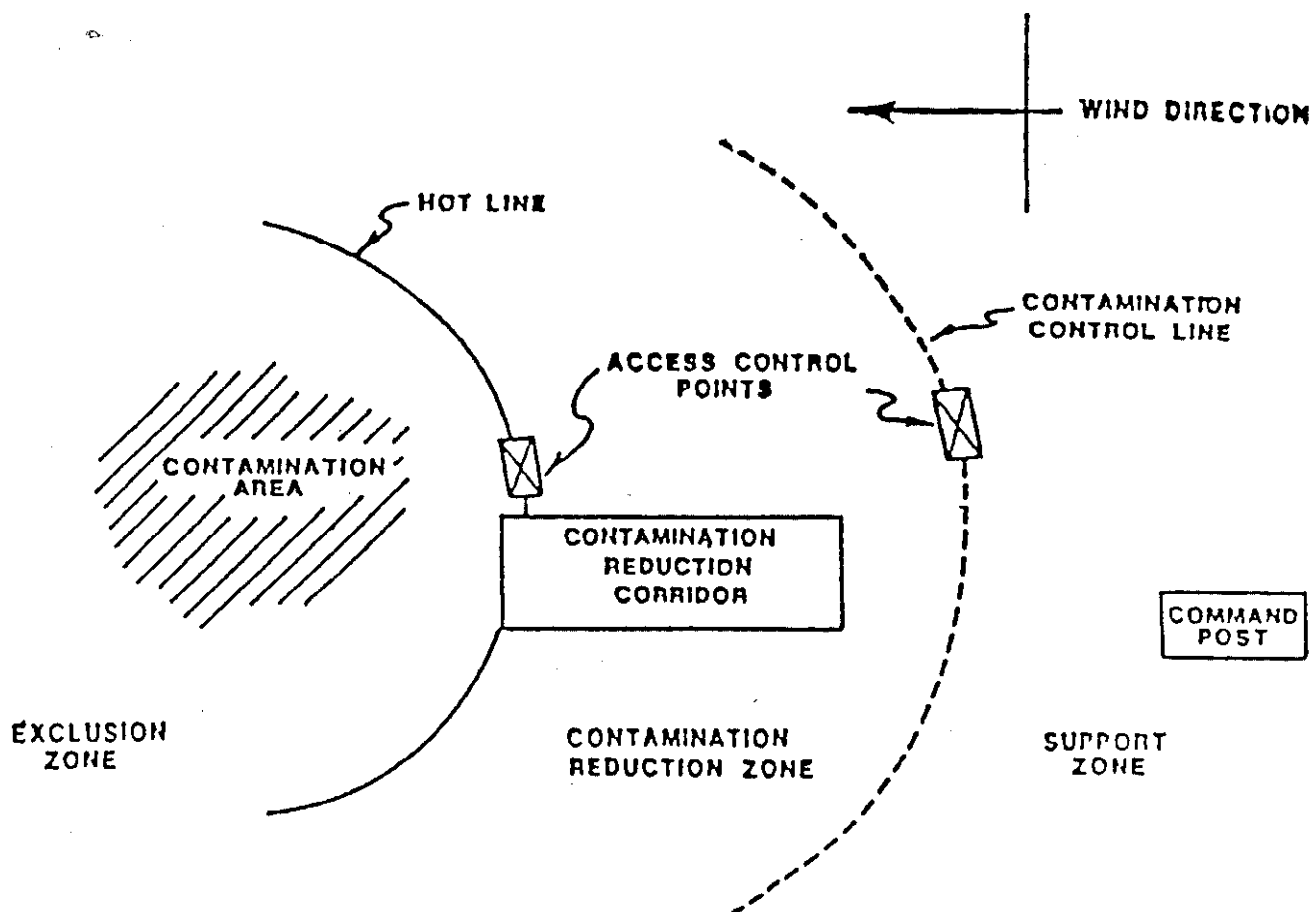 WIND DIRECTION
HOT LINE
CONTAMINATION
CONTROL LINE
ACCESS CONTROL
POINTS
CONTAMINATION
AREA
CONTAMINATION
REDUCTION
CORRIDOR
COMMAND
POST
EXCLUSION
ZONE
CONTAMINATION
REDUCTION ZONE
SUPPORT
ZONE